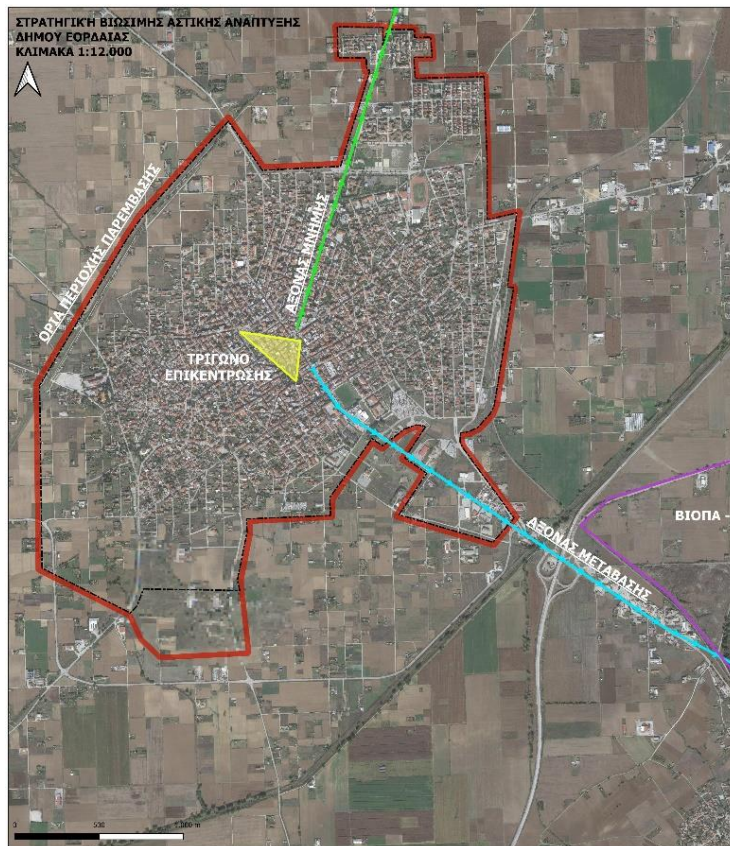 ΣΤΡΑΤΗΓΙΚΗ ΒΙΩΣΙΜΗΣ ΑΣΤΙΚΗΣ ΑΝΑΠΤΥΞΗΣ
ΔΗΜΟΥ ΕΟΡΔΑΙΑΣ
ΚΛΙΜΑΚΑ 1:12.000
ΟΡΙΑ ΠΕΡΙΟΧΗΣ ΠΑΡΕΜΒΑΣΗΣ
ΑΞΟΝΑΣ ΜΝΗΜΗΣ
ΤΡΙΓΩΝΟ
ΕΠΙΚΕΝΤΡΩΣΗΣ
ΒΙΟΠΑ -
ΑΞΟΝΑΣ ΜΕΤΑΒΑΣΗΣ
0 500 1.000 m